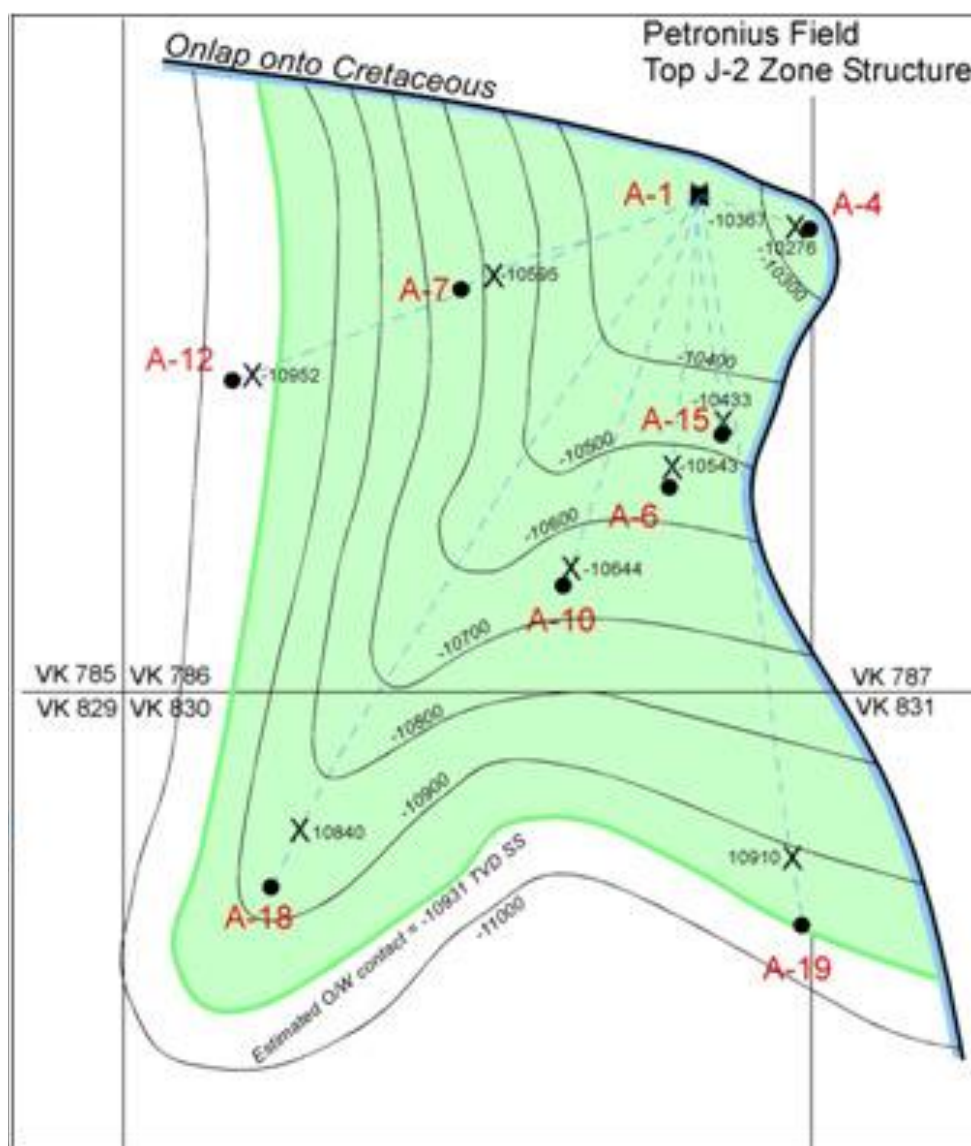 Petronius Field
Top J-2 Zone Structure
Onlap onto Cretaceous
A-1
A-4
-10367
-10276
-10300
A-7
-10595
A-12
-10952
-10400
-10433
A-15
-10500
-10543
A-6
-10600
-10644
A-10
-10700
VK 785
VK 786
VK 787
VK 829
VK 830
VK 831
-10800
-10900
10840
10910
A-18
Estimated O/W contact = -10931 TVD SS
-11000
A-19